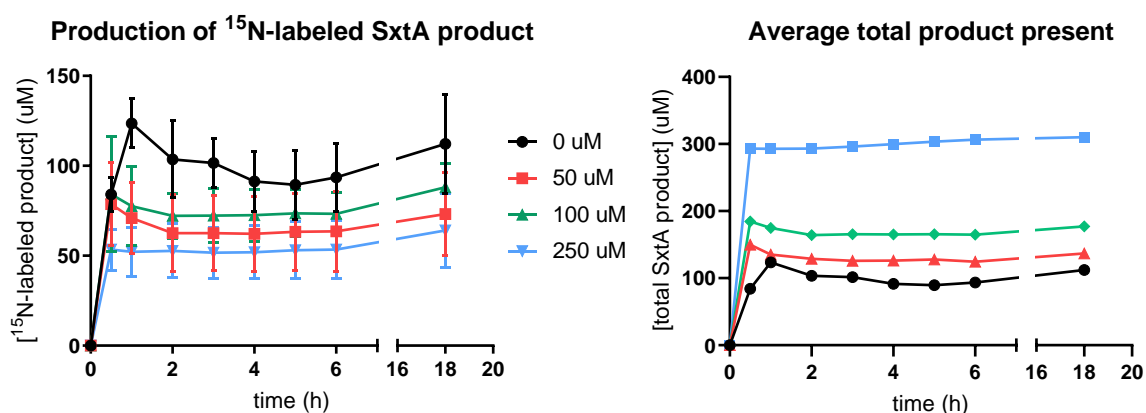 Production of ¹⁵N-labeled SxtA product
[¹⁵N-labeled product] (uM)
150
100
50
0
0 2 4 6 16 18 20
time (h)
0 uM
50 uM
100 uM
250 uM
Average total product present
[total SxtA product] (uM)
400
300
200
100
0
0 2 4 6 16 18 20
time (h)